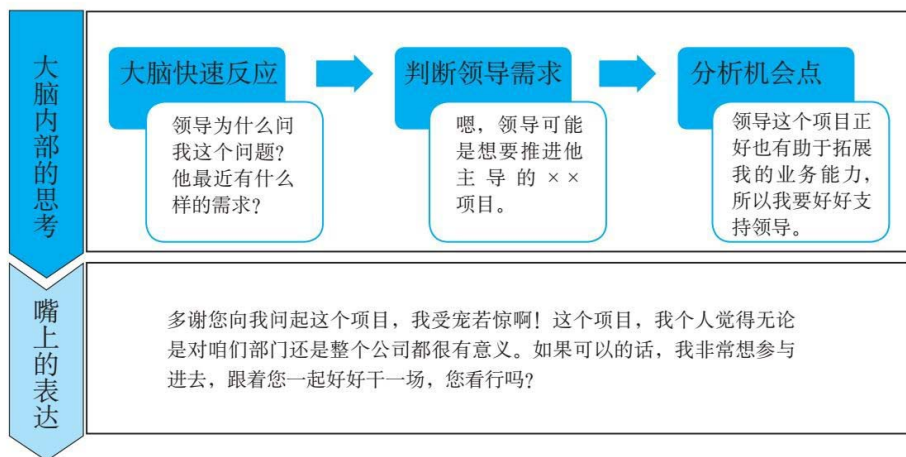 大脑内部的思考
大脑快速反应
领导为什么问
我这个问题？
他最近有什么
样的需求？
判断领导需求
嗯，领导可能
是想要推进他
主导的××
项目。
分析机会点
领导这个项目正
好也有助于拓展
我的业务能力，
所以我要好好支
持领导。
嘴上的表达
多谢您向我问起这个项目，我受宠若惊啊！这个项目，我个人觉得无论
是对咱们部门还是整个公司都很有意义。如果可以的话，我非常想参与
进去，跟着您一起好好干一场，您看行吗？